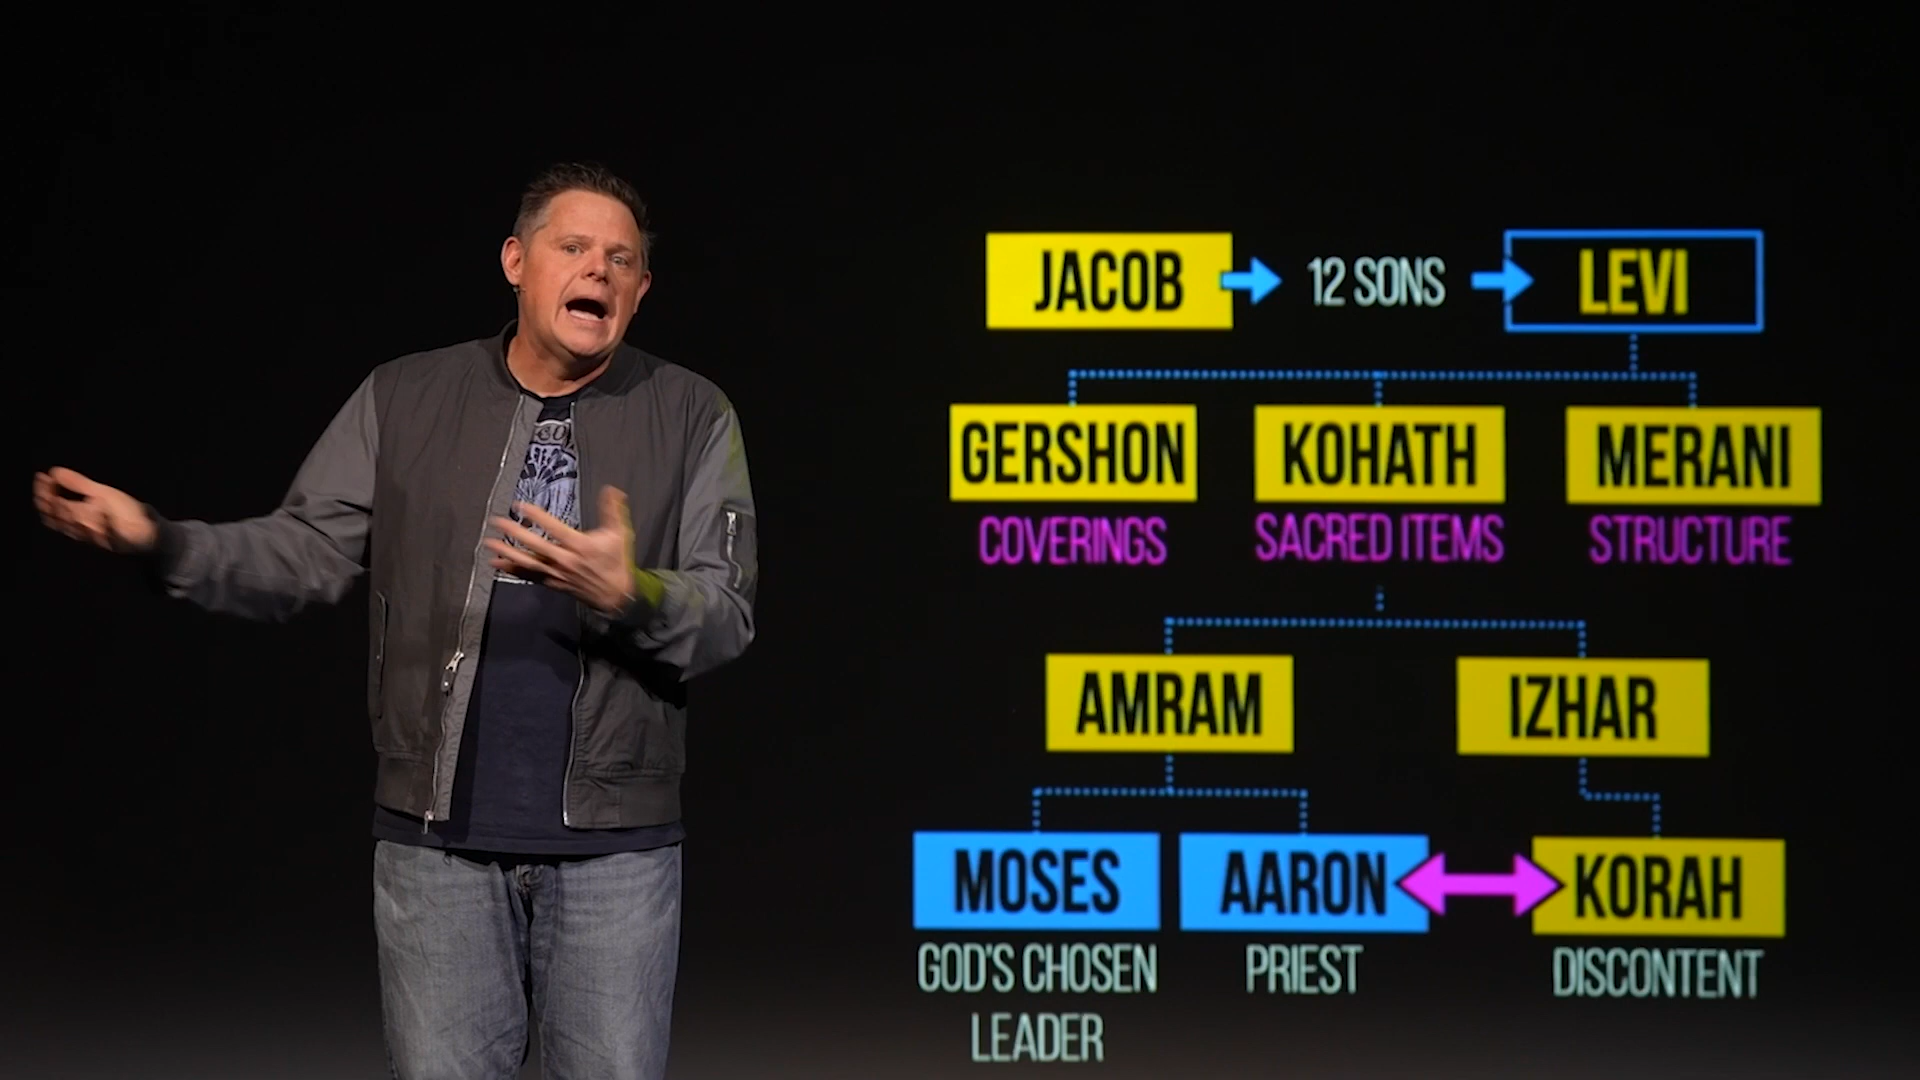 JACOB
12 SONS
LEVI
GERSHON
KOHATH
MERANI
COVERINGS
SACRED ITEMS
STRUCTURE
AMRAM
IZHAR
MOSES
AARON
KORAH
GOD'S CHOSEN
LEADER
PRIEST
DISCONTENT